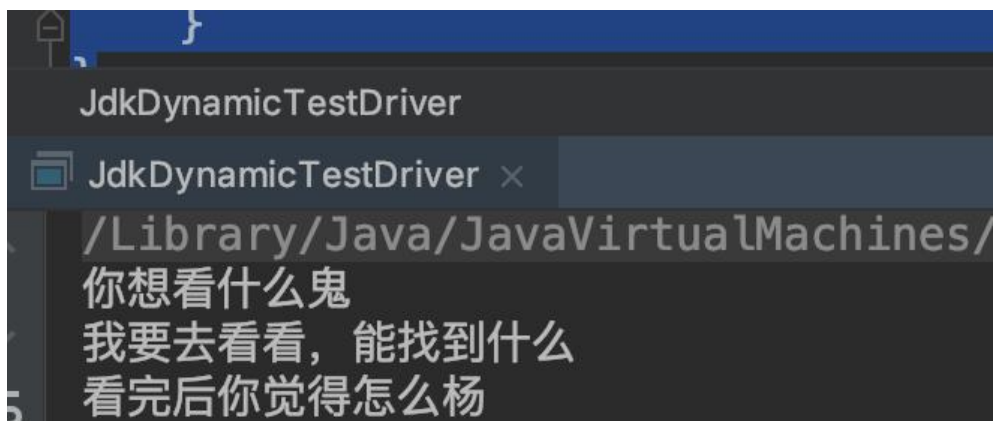 }
}
JdkDynamicTestDriver
JdkDynamicTestDriver ×
/Library/Java/JavaVirtualMachines/
你想看什么鬼
我要去看看，能找到什么
看完后你觉得怎么杨